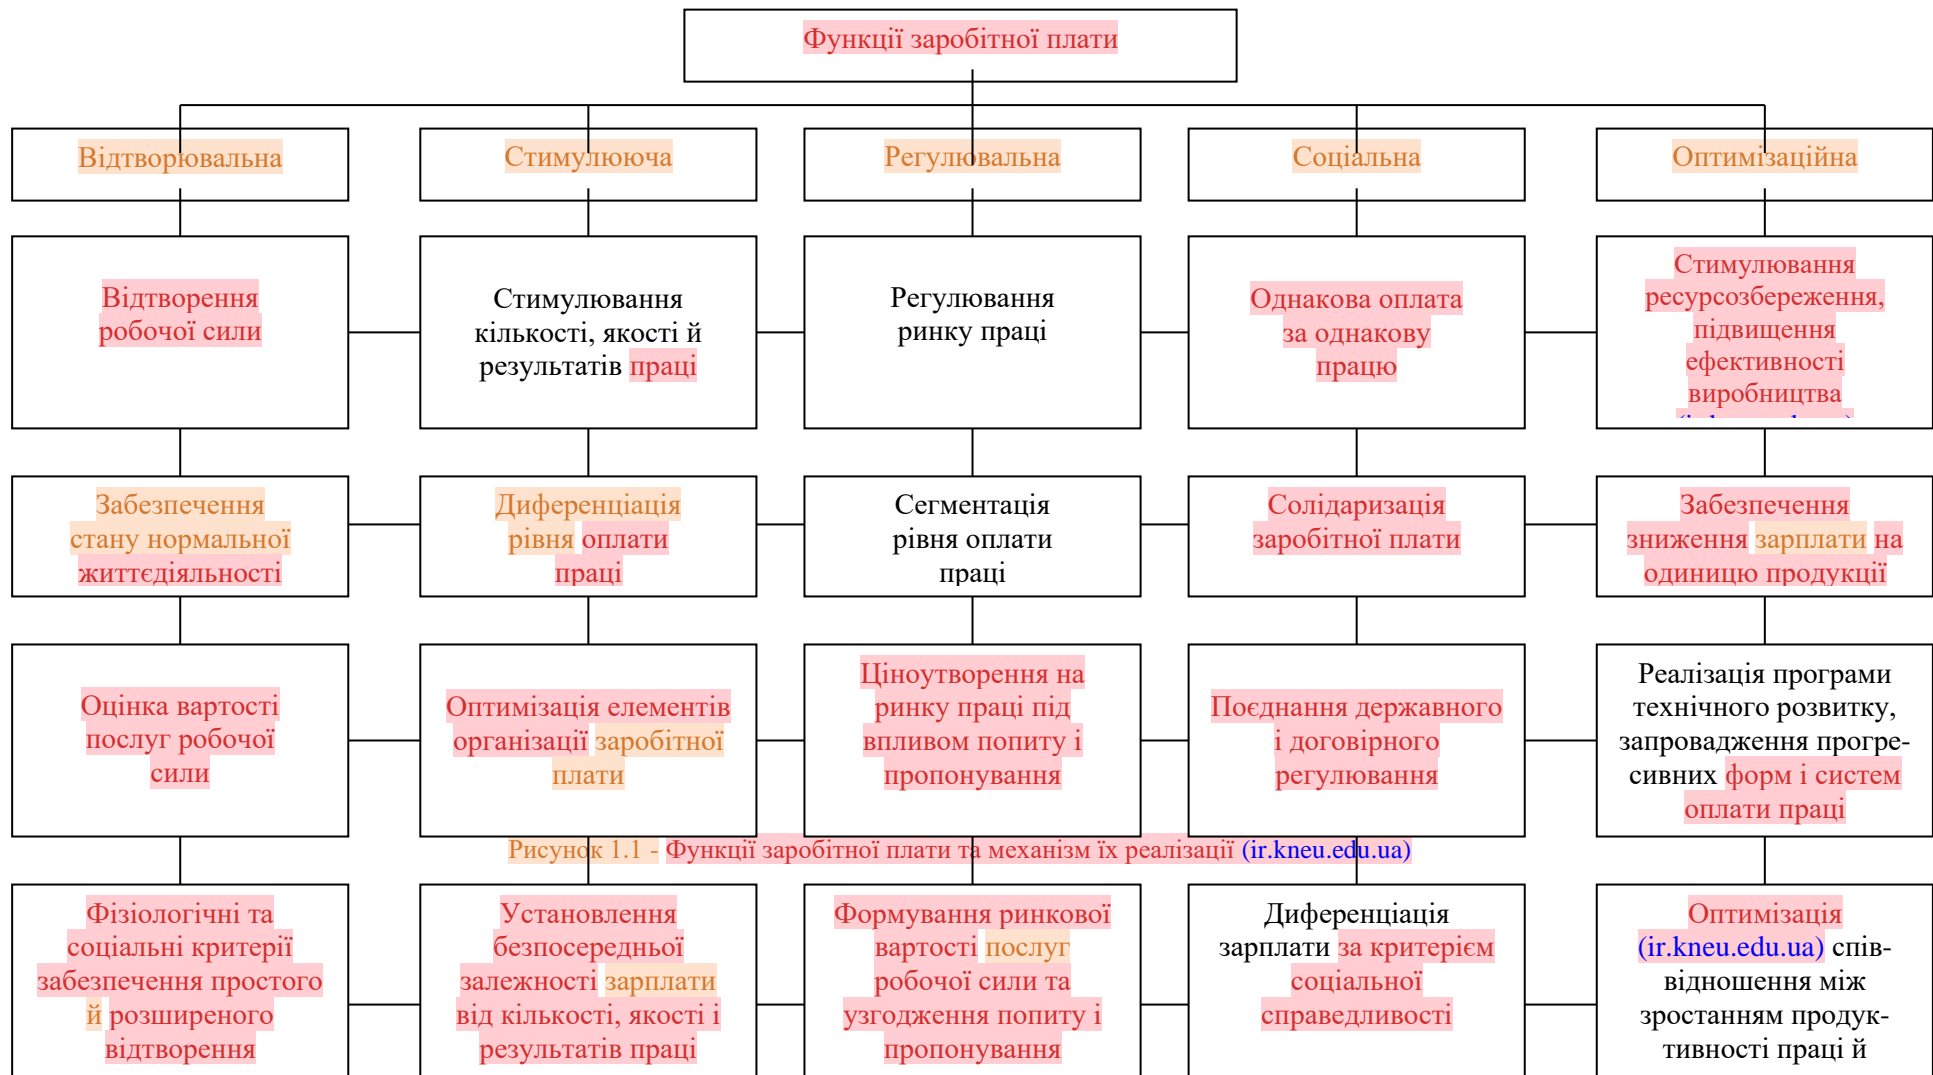 Функції заробітної плати
Відтворювальна
Стимулююча
Регулювальна
Соціальна
Оптимізаційна
Відтворення
робочої сили
Стимулювання
кількості, якості й
результатів праці
Регулювання
ринку праці
Однакова оплата
за однакову
працю
Стимулювання
ресурсозбереження,
підвищення
ефективності
виробництва
Забезпечення
стану нормальної
життєдіяльності
Диференціація
рівня оплати
праці
Сегментація
рівня оплати
праці
Солідаризація
заробітної плати
Забезпечення
зниження зарплати на
одиницю продукції
Оцінка вартості
послуг робочої
сили
Оптимізація елементів
організації заробітної
плати
Ціноутворення на
ринку праці під
впливом попиту і
пропонування
Поєднання державного
і договірного
регулювання
Реалізація програми
технічного розвитку,
запровадження прогре-
сивних форм і систем
оплати праці
Рисунок 1.1 - Функції заробітної плати та механізм їх реалізації (ir.kneu.edu.ua)
Фізіологічні та
соціальні критерії
забезпечення простого
й розширеного
відтворення
Установлення
безпосередньої
залежності зарплати
від кількості, якості і
результатів праці
Формування ринкової
вартості послуг
робочої сили та
узгодження попиту і
пропонування
Диференціація
зарплати за критерієм
соціальної
справедливості
Оптимізація
(ir.kneu.edu.ua) спів-
відношення між
зростанням продук-
тивності праці й